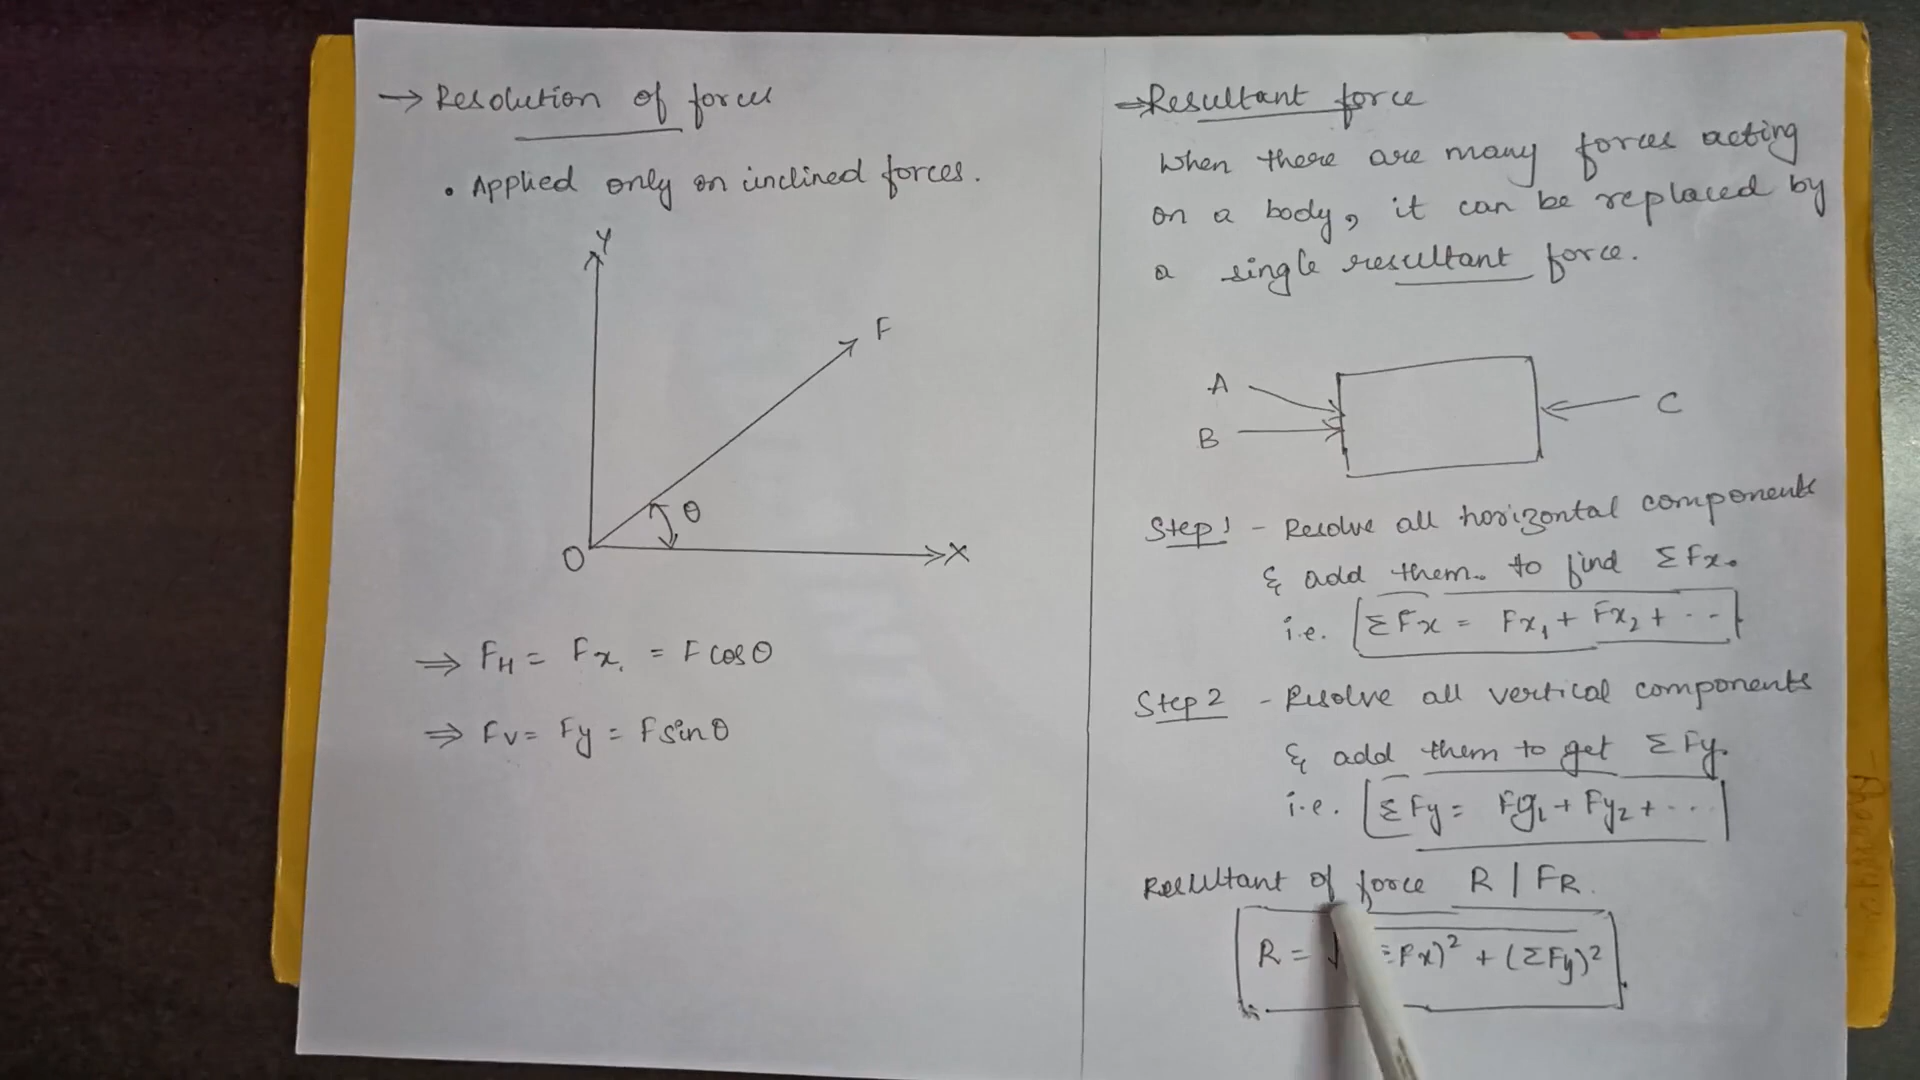 → Resolution of forces
• Applied only on inclined forces.
Y
F
θ
O
X
⇒ FH = Fx = F cosθ
⇒ Fv = Fy = F sinθ
→ Resultant force
When there are many forces acting
on a body, it can be replaced by
a single resultant force.
A
B
C
Step 1 - Resolve all horizontal components
& add them to find ΣFx.
i.e. ΣFx = Fx₁ + Fx₂ + ...
Step 2 - Resolve all vertical components
& add them to get ΣFy.
i.e. ΣFy = Fy₁ + Fy₂ + ...
Resultant of force R | FR.
R = √(ΣFx)² + (ΣFy)²